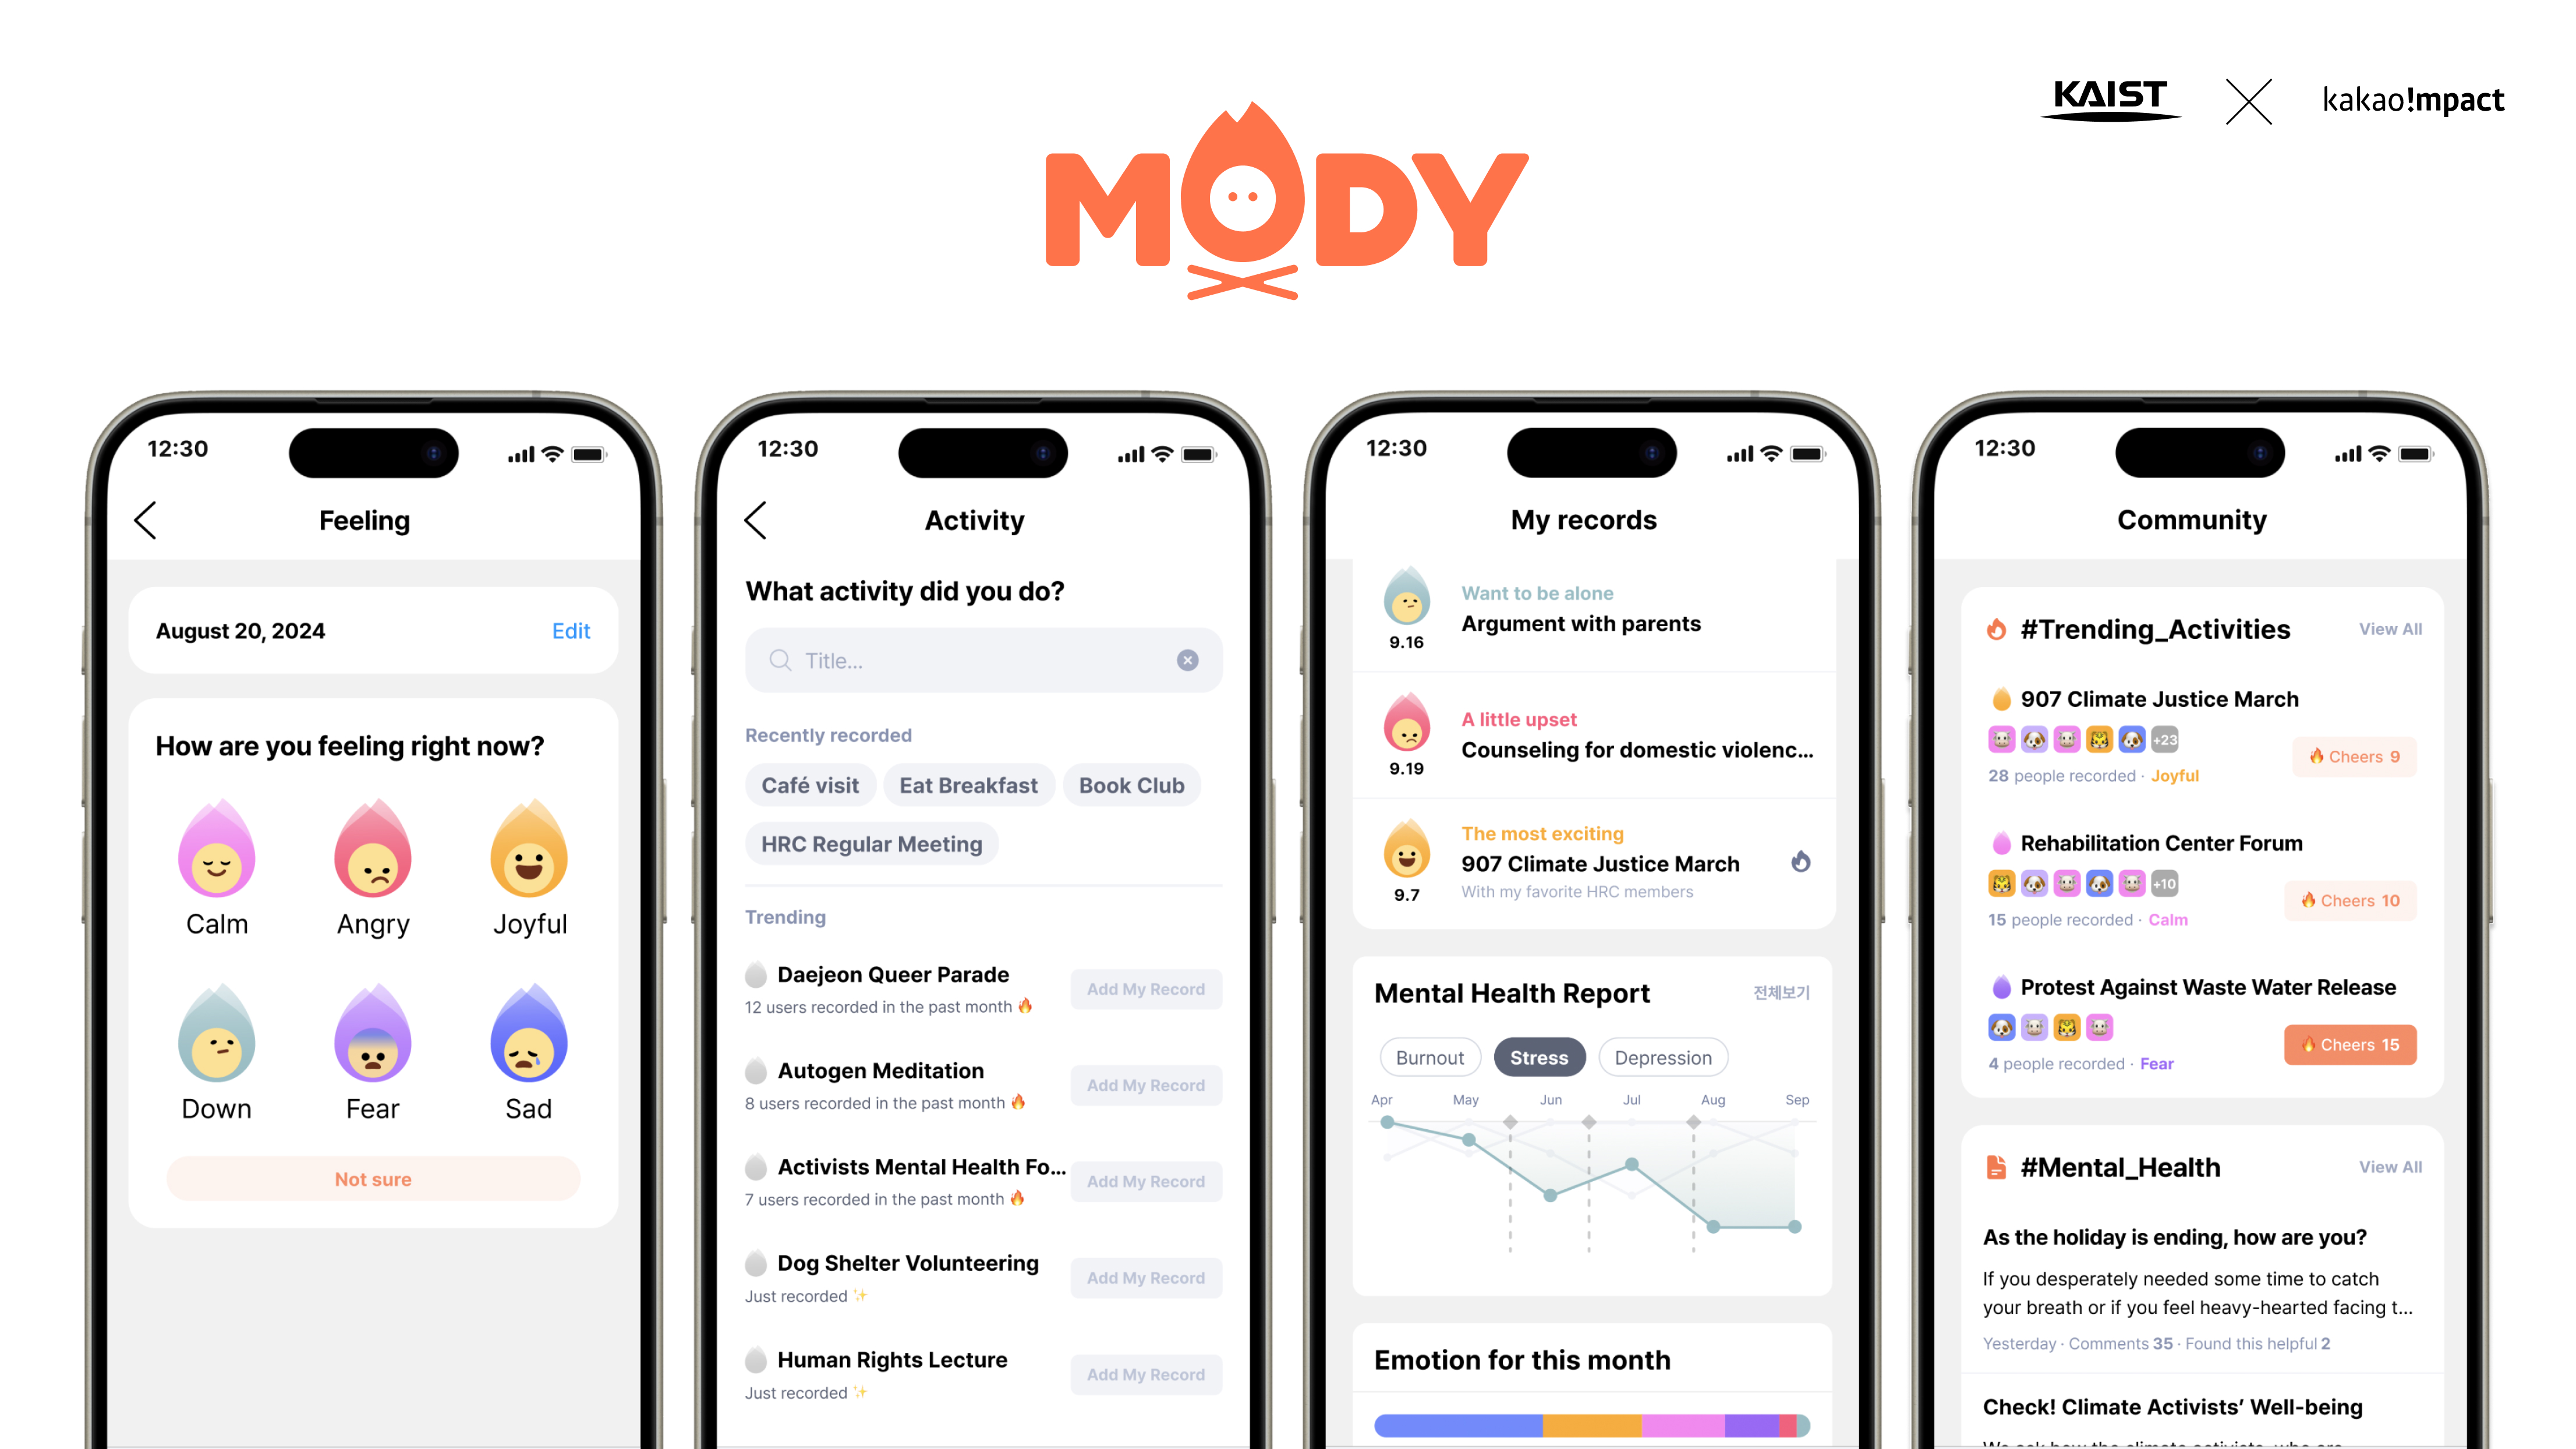 KAIST
kakao!mpact
MODY
12:30
Feeling
August 20, 2024
Edit
How are you feeling right now?
Calm
Angry
Joyful
Down
Fear
Sad
Not sure
12:30
Activity
What activity did you do?
Title...
Recently recorded
Café visit
Eat Breakfast
Book Club
HRC Regular Meeting
Trending
Daejeon Queer Parade
12 users recorded in the past month 🔥
Add My Record
Autogen Meditation
8 users recorded in the past month 🔥
Add My Record
Activists Mental Health Fo...
7 users recorded in the past month 🔥
Add My Record
Dog Shelter Volunteering
Just recorded ✨
Add My Record
Human Rights Lecture
Just recorded ✨
Add My Record
12:30
My records
Want to be alone
Argument with parents
9.16
A little upset
Counseling for domestic violenc...
9.19
The most exciting
907 Climate Justice March
With my favorite HRC members
9.7
Mental Health Report
전체보기
Burnout
Stress
Depression
Apr May Jun Jul Aug Sep
Emotion for this month
12:30
Community
#Trending_Activities
View All
907 Climate Justice March
+23
28 people recorded · Joyful
🔥 Cheers 9
Rehabilitation Center Forum
+10
15 people recorded · Calm
🔥 Cheers 10
Protest Against Waste Water Release
4 people recorded · Fear
🔥 Cheers 15
#Mental_Health
View All
As the holiday is ending, how are you?
If you desperately needed some time to catch
your breath or if you feel heavy-hearted facing t...
Yesterday · Comments 35 · Found this helpful 2
Check! Climate Activists' Well-being